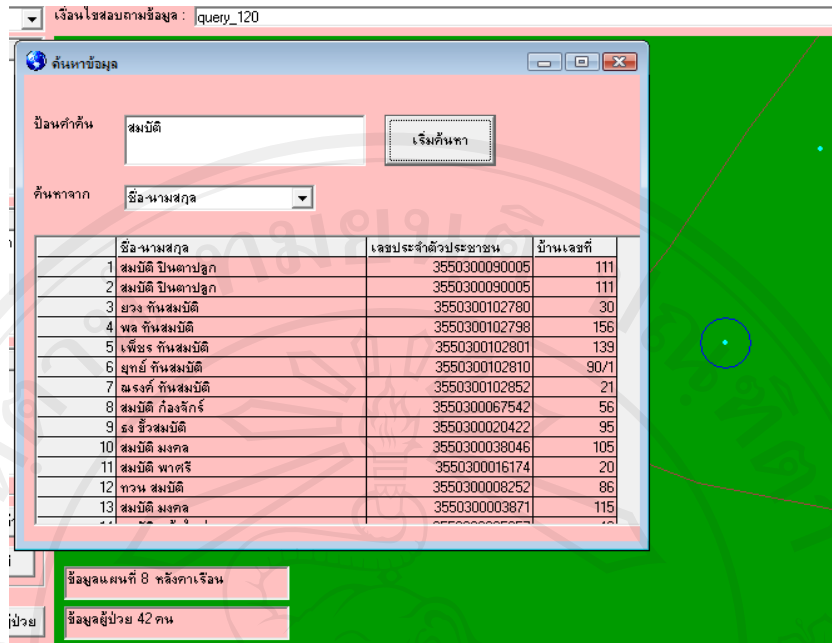 เงื่อนไขสอบถามข้อมูล : query_120
ค้นหาข้อมูล
ป้อนคำค้น สมบัติ เริ่มค้นหา
ค้นหาจาก ชื่อ-นามสกุล
ชื่อ-นามสกุล เลขประจำตัวประชาชน บ้านเลขที่
1 สมบัติ ปินตาปลูก 3550300090005 111
2 สมบัติ ปินตาปลูก 3550300090005 111
3 ยวง ทันสมบัติ 3550300102780 30
4 พล ทันสมบัติ 3550300102798 156
5 เพ็ชร ทันสมบัติ 3550300102801 139
6 ยุทย์ ทันสมบัติ 3550300102810 90/1
7 ณรงค์ ทันสมบัติ 3550300102852 21
8 สมบัติ ก๋องจักร์ 3550300067542 56
9 ธง ขิ้วสมบัติ 3550300020422 95
10 สมบัติ มงคล 3550300038046 105
11 สมบัติ พาศรี 3550300016174 20
12 ทวน สมบัติ 3550300008252 86
13 สมบัติ มงคล 3550300003871 115
ข้อมูลแผนที่ 8 หลังคาเรือน
ข้อมูลผู้ป่วย 42 คน